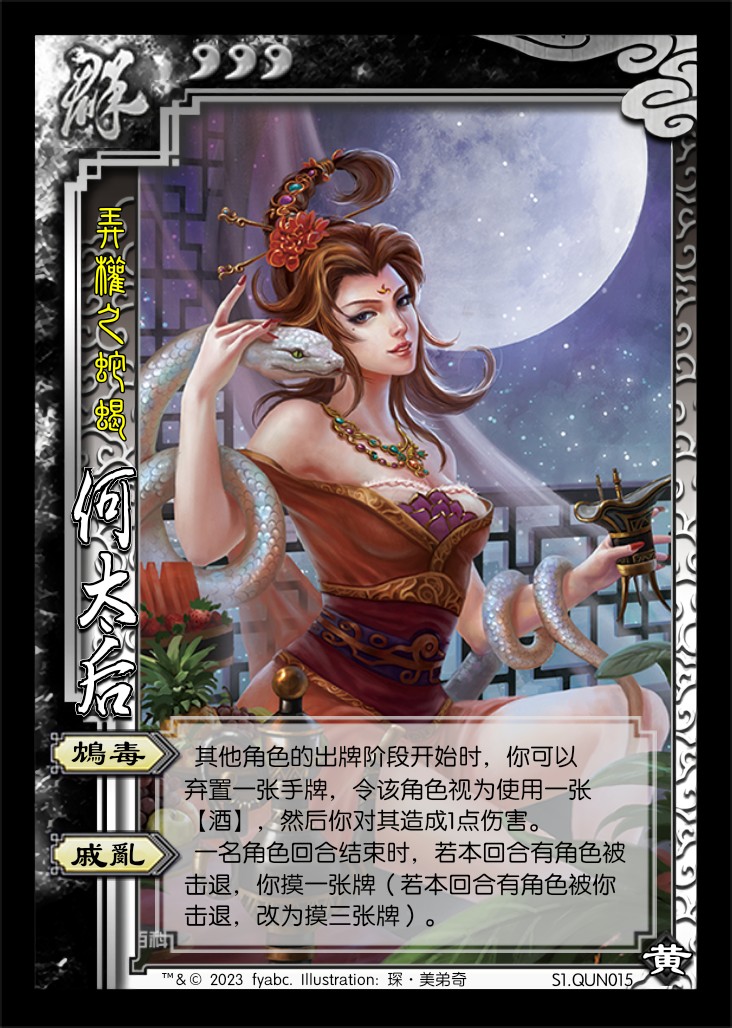 群
弄權之蛇蝎
何太后
鴆毒
其他角色的出牌阶段开始时，你可以
弃置一张手牌，令该角色视为使用一张
【酒】，然后你对其造成1点伤害。
戚亂
一名角色回合结束时，若本回合有角色被
击退，你摸一张牌（若本回合有角色被你
击退，改为摸三张牌）。
百科
黄
™&© 2023 fyabc. Illustration: 琛·美弟奇
S1.QUN015